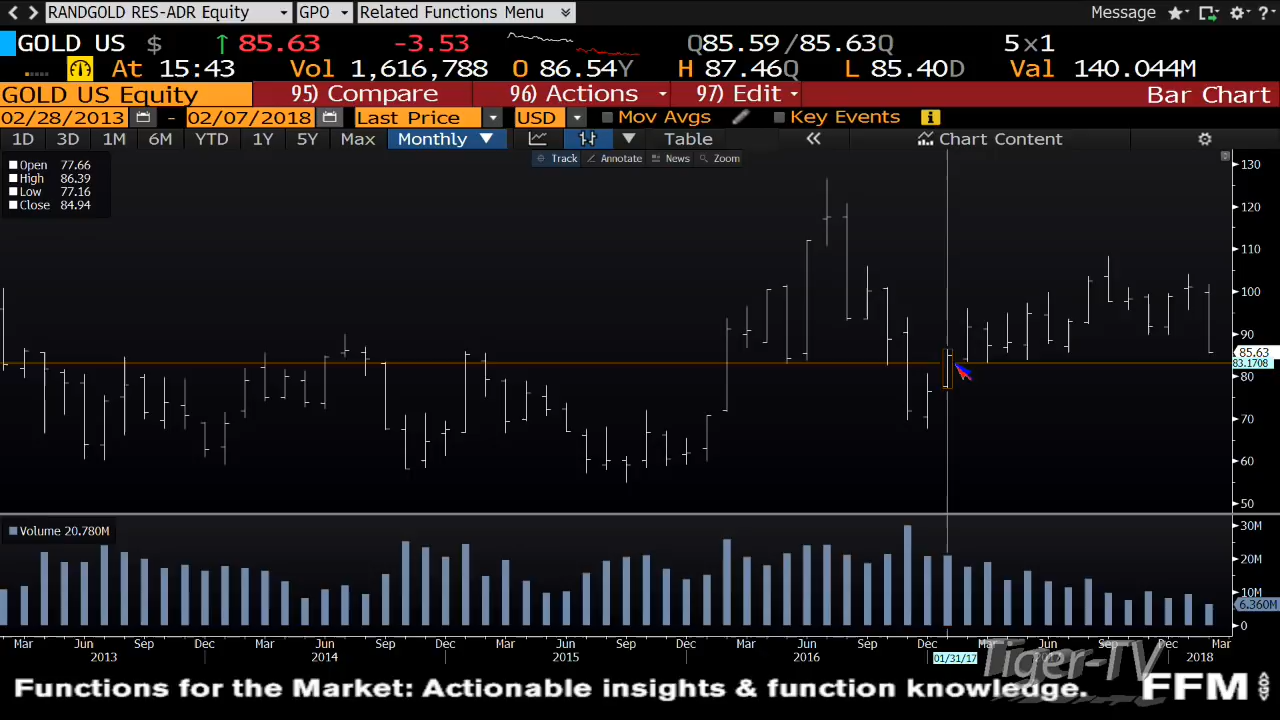 RANDGOLD RES-ADR Equity GPO Related Functions Menu Message ?
GOLD US $ ↑ 85.63 -3.53 Q85.59 / 85.63Q 5x1
At 15:43 Vol 1,616,788 O 86.54Y H 87.46Q L 85.40D Val 140.044M
GOLD US Equity 95) Compare 96) Actions 97) Edit Bar Chart
02/28/2013 - 02/07/2018 Last Price USD Mov Avgs Key Events i
1D 3D 1M 6M YTD 1Y 5Y Max Monthly ▼ Table « Chart Content
Track Annotate News Zoom
Open 77.66
High 86.39
Low 77.16
Close 84.94
130
120
110
100
90
85.63
83.1708
80
70
60
50
Volume 20.780M
30M
20M
10M
6.360M
0
Mar Jun Sep Dec Mar Jun Sep Dec Mar Jun Sep Dec Mar Jun Sep Dec Mar Jun Sep Dec Mar
2013 2014 2015 2016 01/31/17 2017 2018
Tiger-TV
Functions for the Market: Actionable insights & function knowledge. FFM